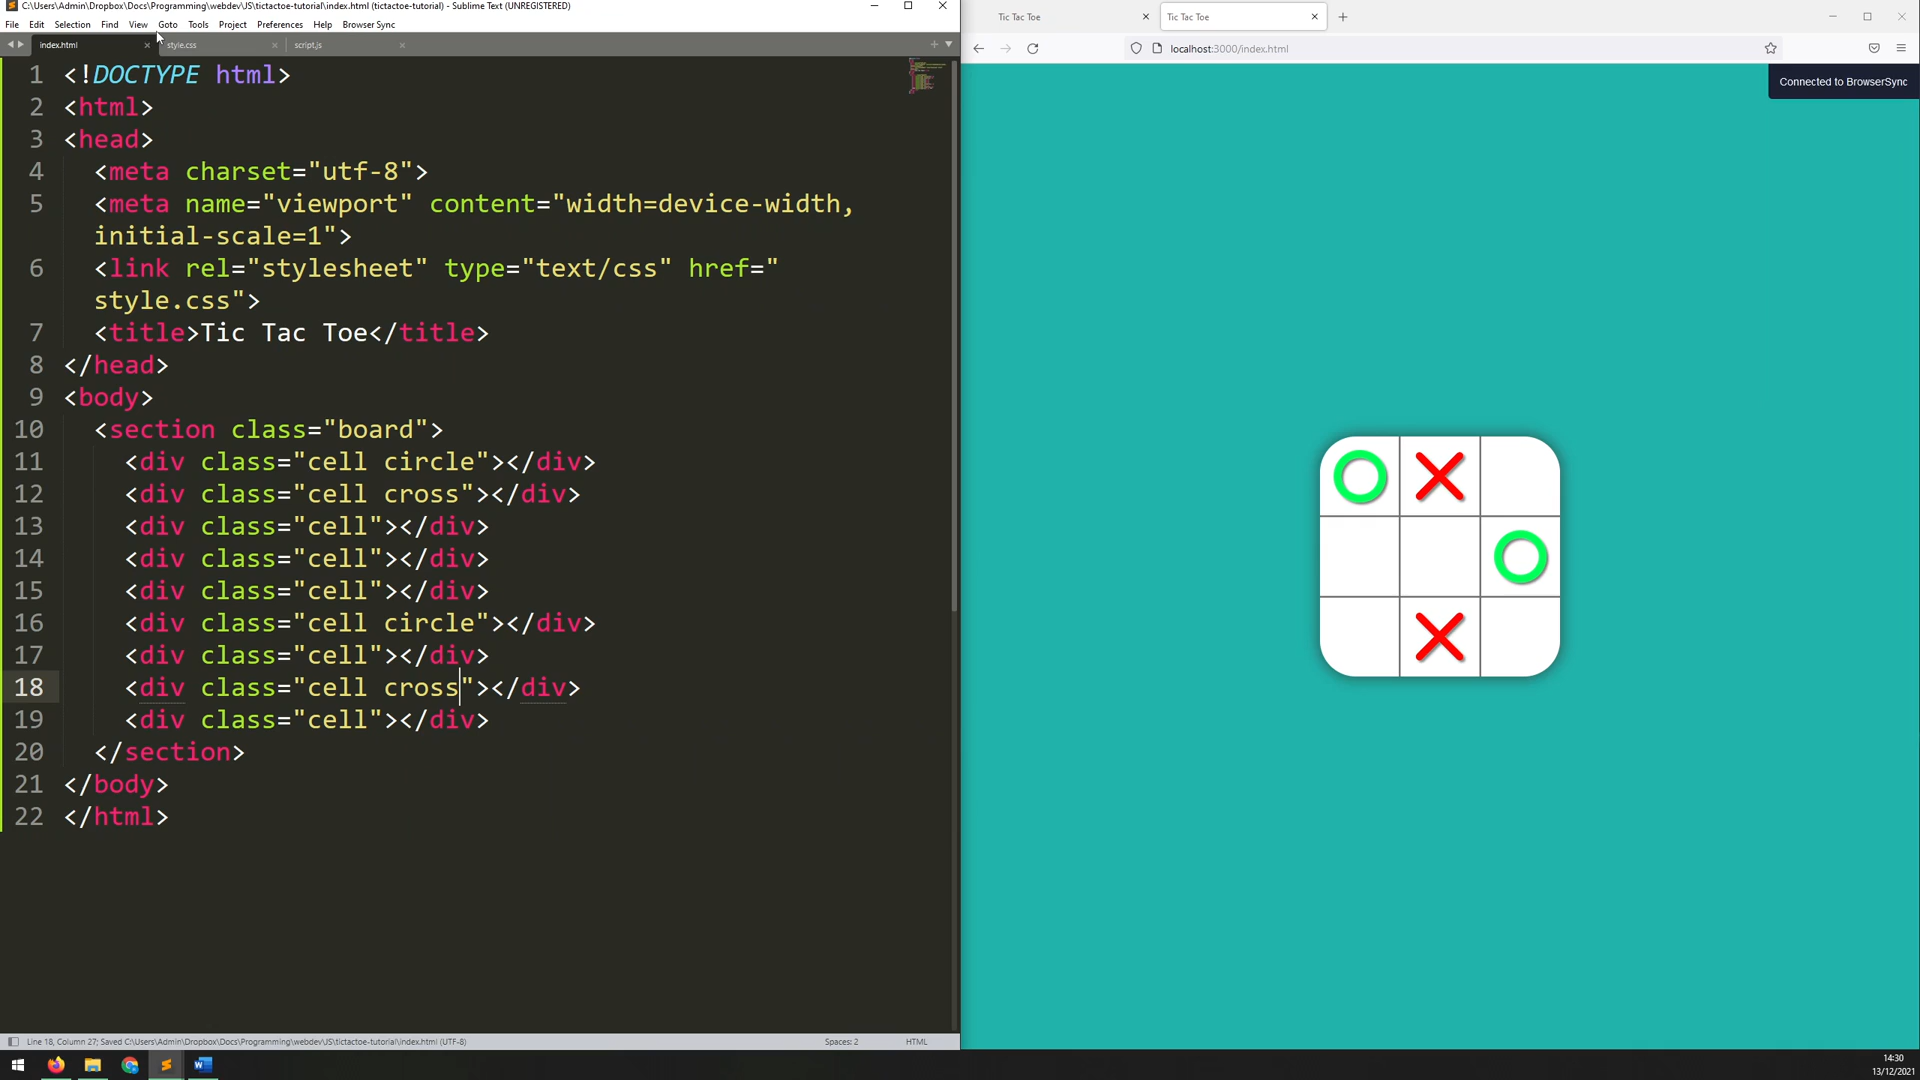 C:\Users\Admin\Dropbox\Docs\Programming\webdev\JS\tictactoe-tutorial\index.html (tictactoe-tutorial) - Sublime Text (UNREGISTERED)
File Edit Selection Find View Goto Tools Project Preferences Help Browser Sync
index.html style.css script.js
1 <!DOCTYPE html>
2 <html>
3 <head>
4 <meta charset="utf-8">
5 <meta name="viewport" content="width=device-width,
initial-scale=1">
6 <link rel="stylesheet" type="text/css" href="
style.css">
7 <title>Tic Tac Toe</title>
8 </head>
9 <body>
10 <section class="board">
11 <div class="cell circle"></div>
12 <div class="cell cross"></div>
13 <div class="cell"></div>
14 <div class="cell"></div>
15 <div class="cell"></div>
16 <div class="cell circle"></div>
17 <div class="cell"></div>
18 <div class="cell cross"></div>
19 <div class="cell"></div>
20 </section>
21 </body>
22 </html>
Line 18, Column 27; Saved C:\Users\Admin\Dropbox\Docs\Programming\webdev\JS\tictactoe-tutorial\index.html (UTF-8) Spaces: 2 HTML
Tic Tac Toe Tic Tac Toe
localhost:3000/index.html
Connected to BrowserSync
14:30
13/12/2021